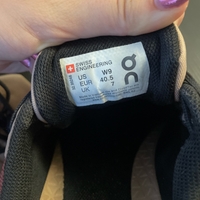 SWISS
ENGINEERING
US W9
EUR 40.5
UK 7
On